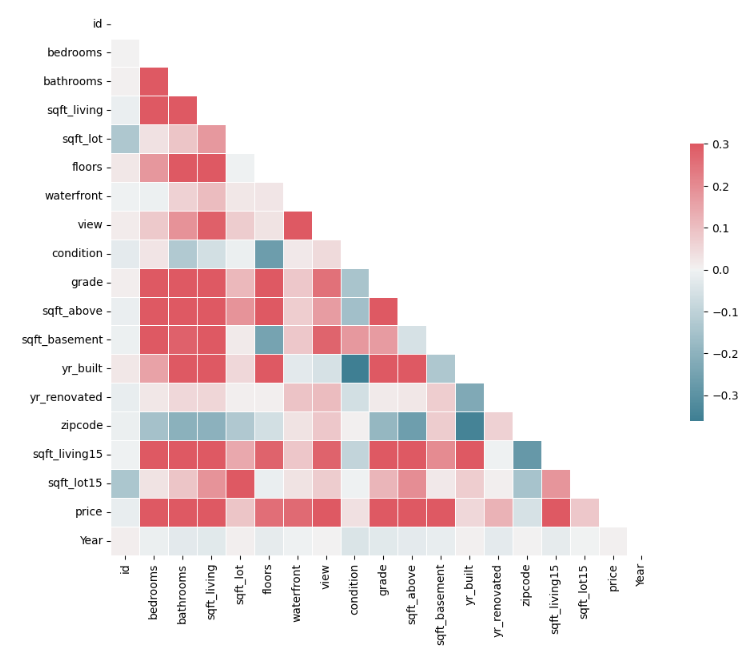 id
bedrooms
bathrooms
sqft_living
sqft_lot
floors
waterfront
view
condition
grade
sqft_above
sqft_basement
yr_built
yr_renovated
zipcode
sqft_living15
sqft_lot15
price
Year
id
bedrooms
bathrooms
sqft_living
sqft_lot
floors
waterfront
view
condition
grade
sqft_above
sqft_basement
yr_built
yr_renovated
zipcode
sqft_living15
sqft_lot15
price
Year
0.3
0.2
0.1
0.0
−0.1
−0.2
−0.3